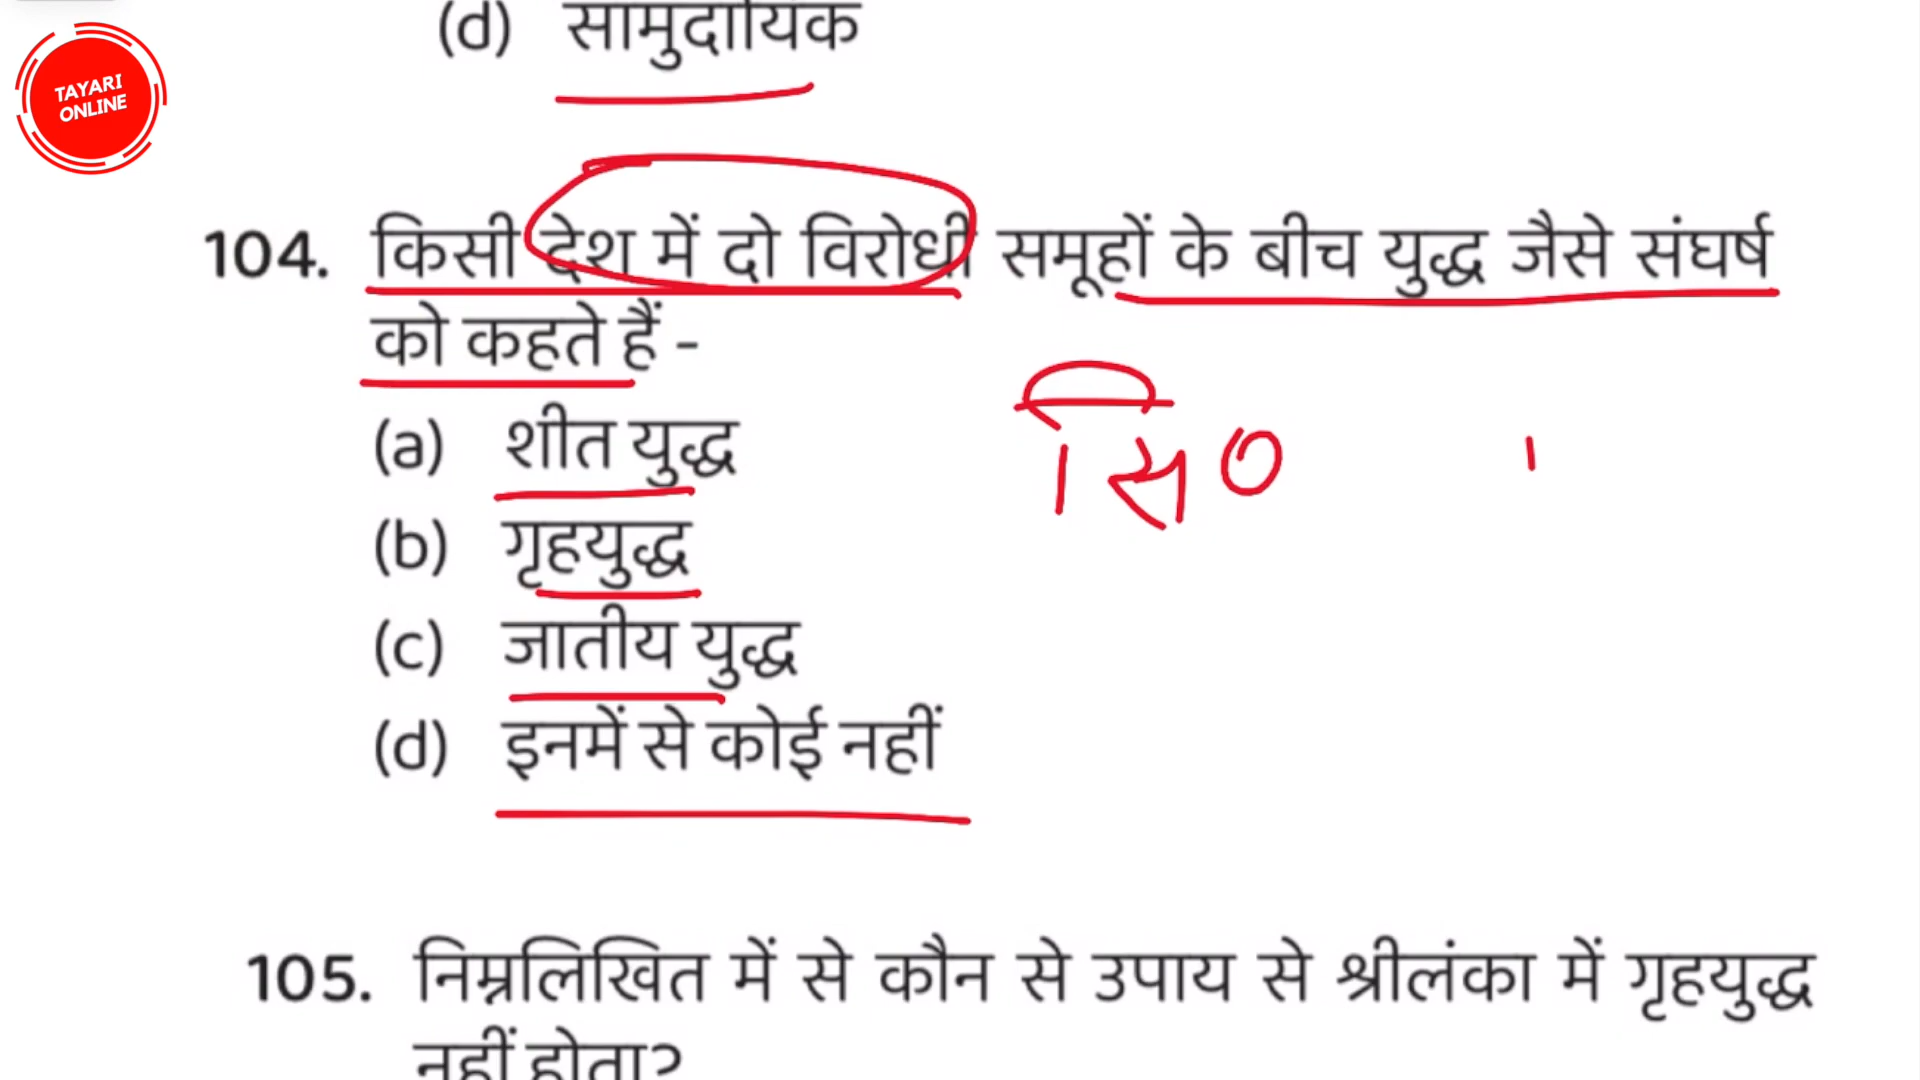 (d) सामुदायिक
TAYARI
ONLINE
104. किसी देश में दो विरोधी समूहों के बीच युद्ध जैसे संघर्ष
को कहते हैं -
(a) शीत युद्ध
(b) गृहयुद्ध
(c) जातीय युद्ध
(d) इनमें से कोई नहीं
105. निम्नलिखित में से कौन से उपाय से श्रीलंका में गृहयुद्ध
नहीं होता?